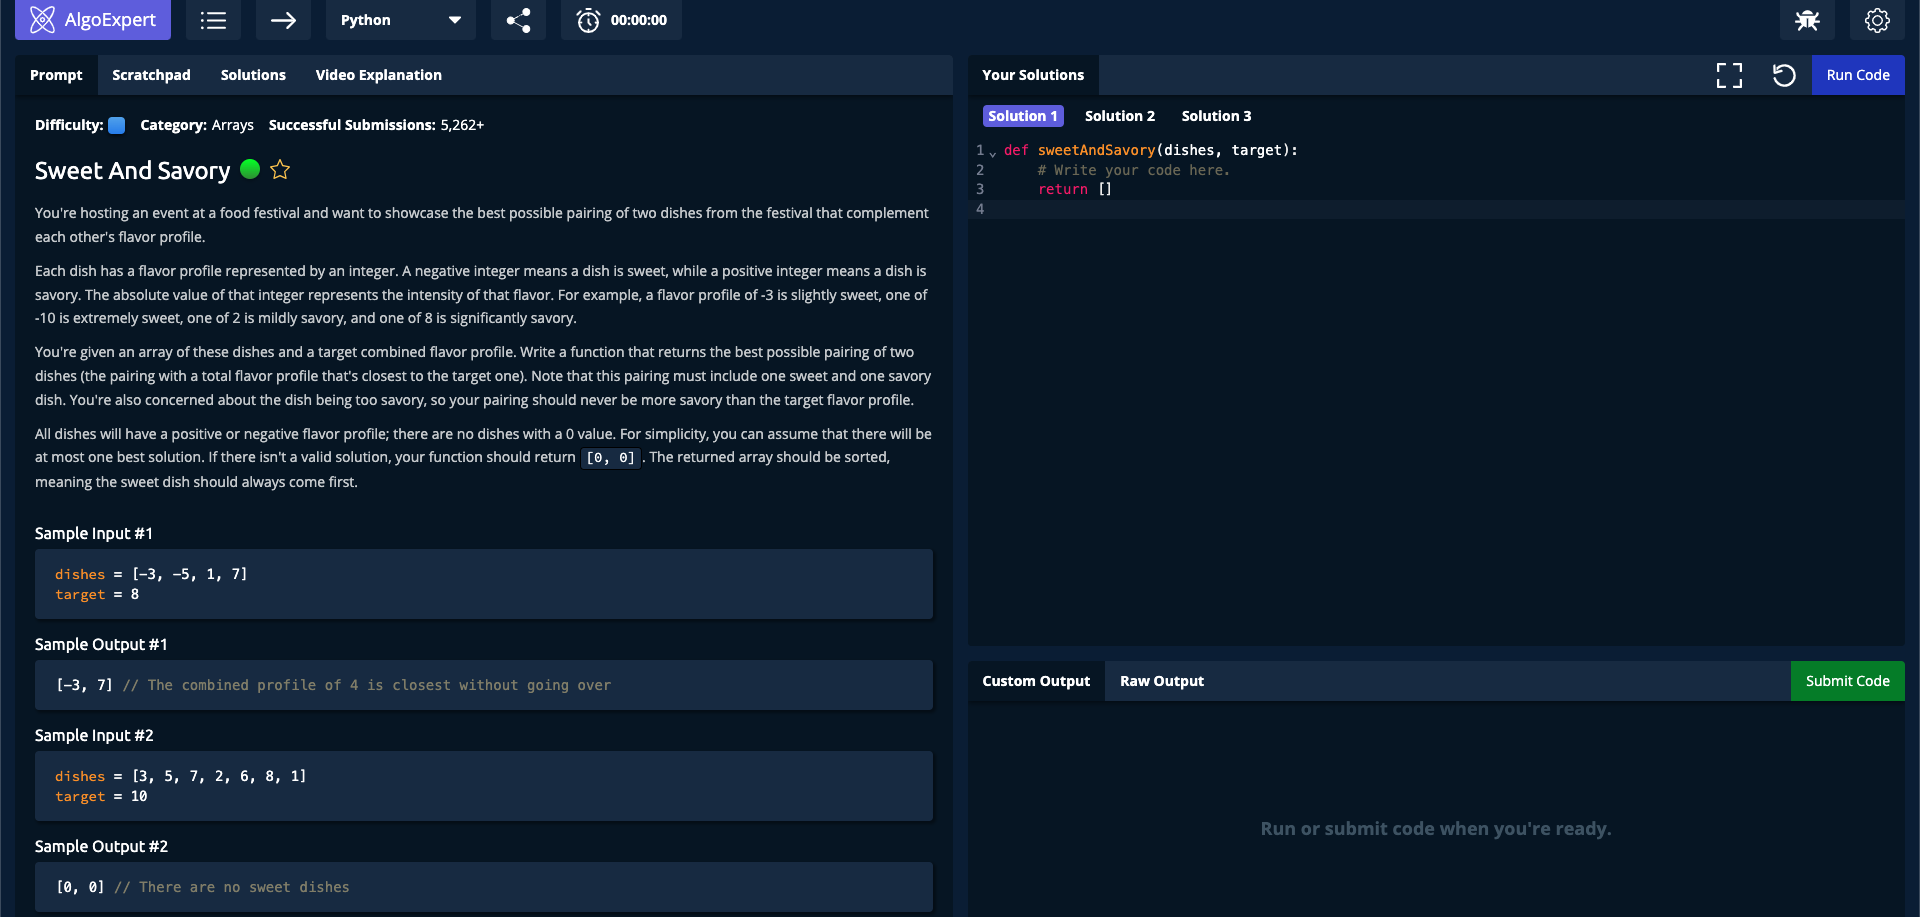 AlgoExpert
Python
00:00:00
Prompt
Scratchpad
Solutions
Video Explanation
Difficulty: Category: Arrays Successful Submissions: 5,262+
Sweet And Savory
You're hosting an event at a food festival and want to showcase the best possible pairing of two dishes from the festival that complement
each other's flavor profile.
Each dish has a flavor profile represented by an integer. A negative integer means a dish is sweet, while a positive integer means a dish is
savory. The absolute value of that integer represents the intensity of that flavor. For example, a flavor profile of -3 is slightly sweet, one of
-10 is extremely sweet, one of 2 is mildly savory, and one of 8 is significantly savory.
You're given an array of these dishes and a target combined flavor profile. Write a function that returns the best possible pairing of two
dishes (the pairing with a total flavor profile that's closest to the target one). Note that this pairing must include one sweet and one savory
dish. You're also concerned about the dish being too savory, so your pairing should never be more savory than the target flavor profile.
All dishes will have a positive or negative flavor profile; there are no dishes with a 0 value. For simplicity, you can assume that there will be
at most one best solution. If there isn't a valid solution, your function should return [0, 0]. The returned array should be sorted,
meaning the sweet dish should always come first.
Sample Input #1
dishes = [-3, -5, 1, 7]
target = 8
Sample Output #1
[-3, 7] // The combined profile of 4 is closest without going over
Sample Input #2
dishes = [3, 5, 7, 2, 6, 8, 1]
target = 10
Sample Output #2
[0, 0] // There are no sweet dishes
Your Solutions
Run Code
Solution 1
Solution 2
Solution 3
1 def sweetAndSavory(dishes, target):
2 # Write your code here.
3 return []
4
Custom Output
Raw Output
Submit Code
Run or submit code when you're ready.